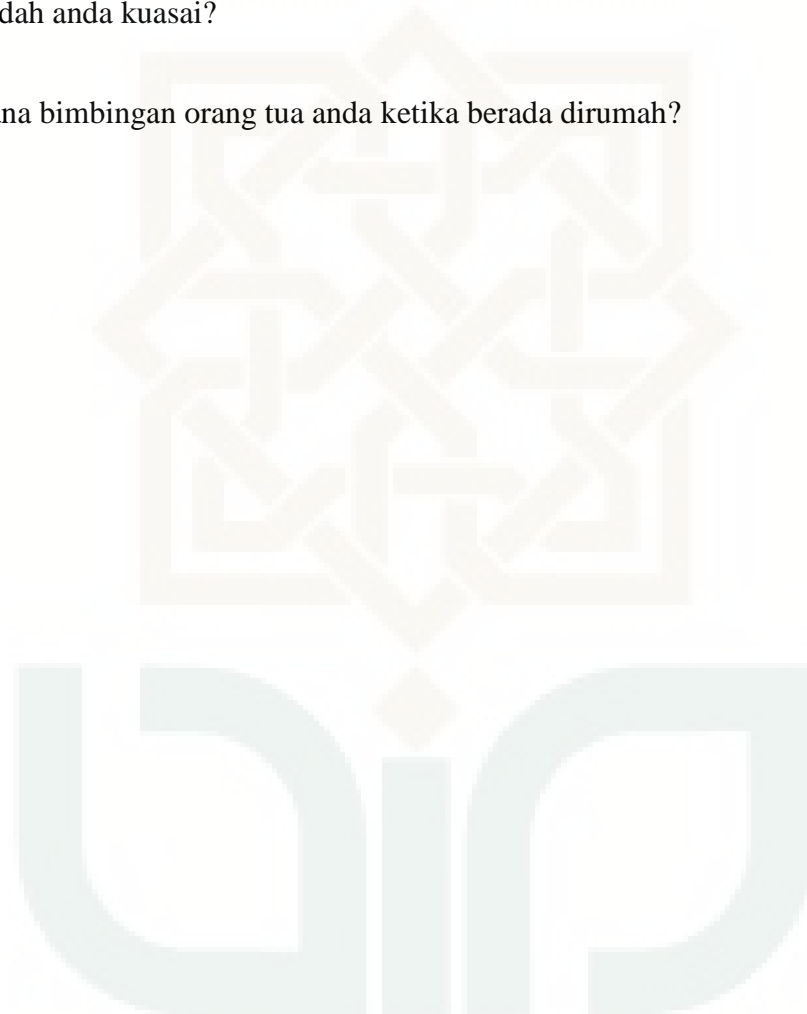 dah anda kuasai?
na bimbingan orang tua anda ketika berada dirumah?